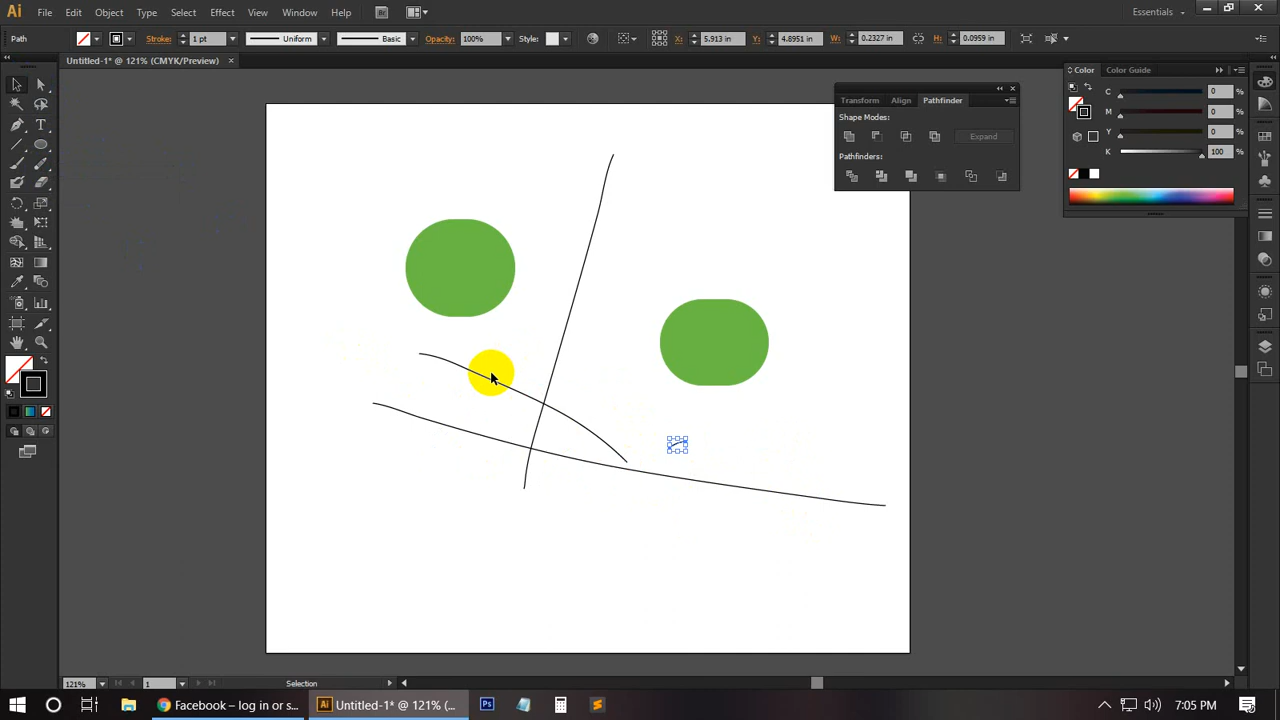 Ai File Edit Object Type Select Effect View Window Help Br Essentials
Path Stroke: 1 pt Uniform Basic Opacity: 100% Style: X: 5.913 in Y: 4.8951 in W: 0.2327 in H: 0.0959 in
Untitled-1* @ 121% (CMYK/Preview) ×
Color Color Guide
C 0 %
M 0 %
Y 0 %
K 100 %
Transform Align Pathfinder
Shape Modes:
Expand
Pathfinders:
121% 1 Selection
Facebook – log in or s... Ai Untitled-1* @ 121% (... Ps 7:05 PM